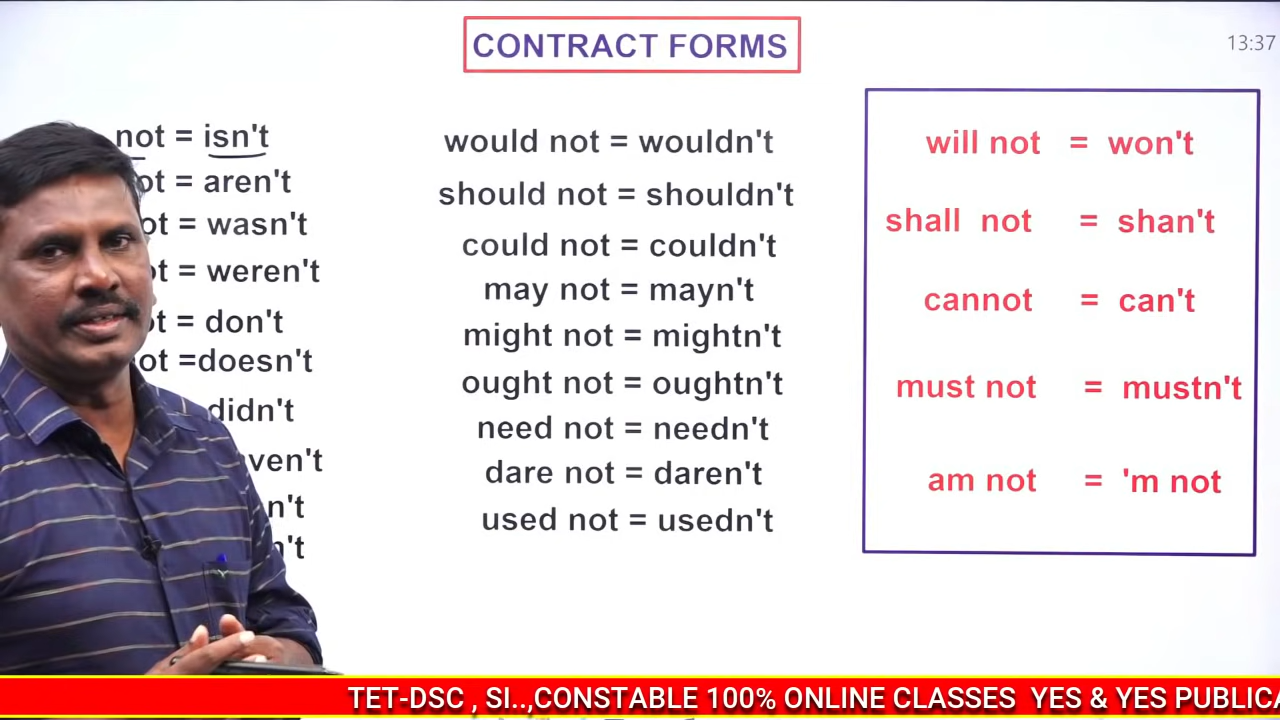 CONTRACT FORMS
13:37
not = isn't
ot = aren't
ot = wasn't
ot = weren't
t = don't
ot =doesn't
didn't
ven't
n't
n't
would not = wouldn't
should not = shouldn't
could not = couldn't
may not = mayn't
might not = mightn't
ought not = oughtn't
need not = needn't
dare not = daren't
used not = usedn't
will not = won't
shall not = shan't
cannot = can't
must not = mustn't
am not = 'm not
TET-DSC , SI..,CONSTABLE 100% ONLINE CLASSES YES & YES PUBLICA